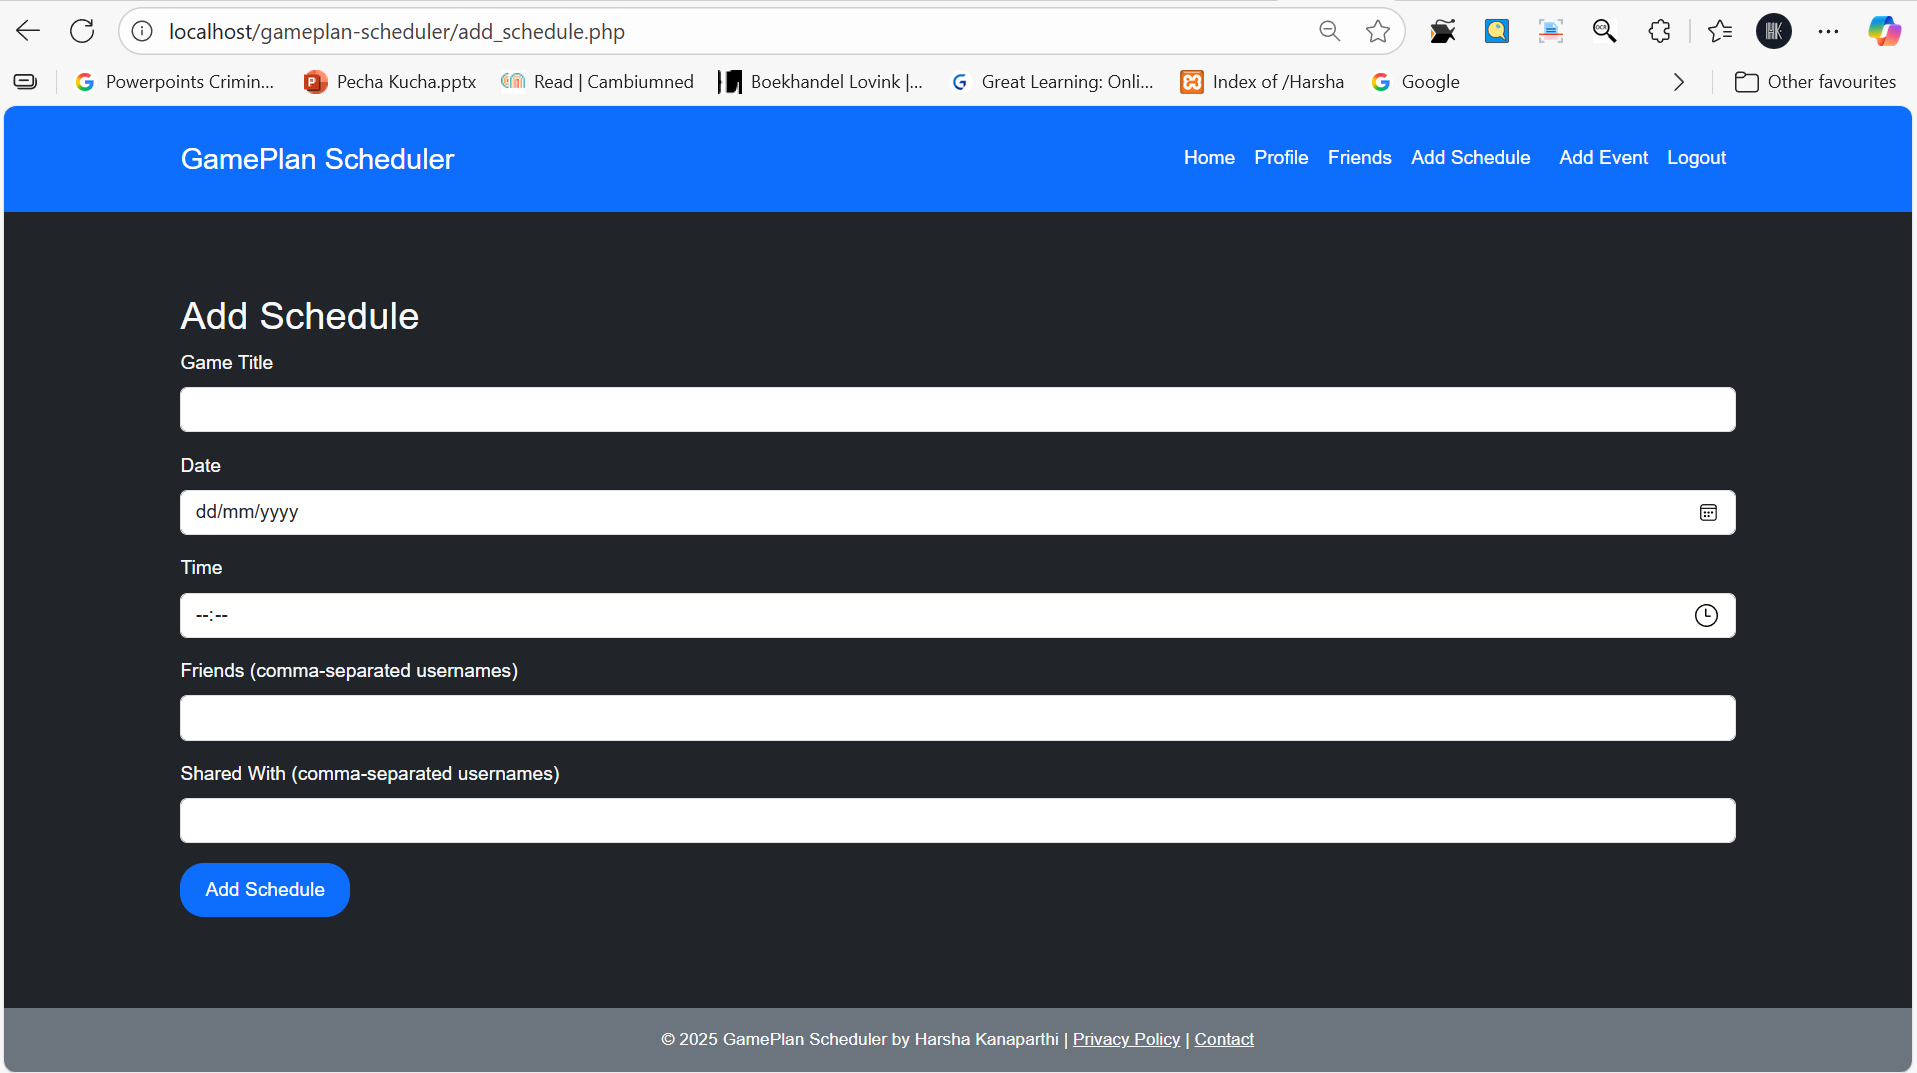 localhost/gameplan-scheduler/add_schedule.php
OCR
HK
Powerpoints Crimin... Pecha Kucha.pptx Read | Cambiumned Boekhandel Lovink |... Great Learning: Onli... Index of /Harsha Google Other favourites
GamePlan Scheduler Home Profile Friends Add Schedule Add Event Logout
Add Schedule
Game Title
Date
dd/mm/yyyy
Time
--:--
Friends (comma-separated usernames)
Shared With (comma-separated usernames)
Add Schedule
© 2025 GamePlan Scheduler by Harsha Kanaparthi | Privacy Policy | Contact